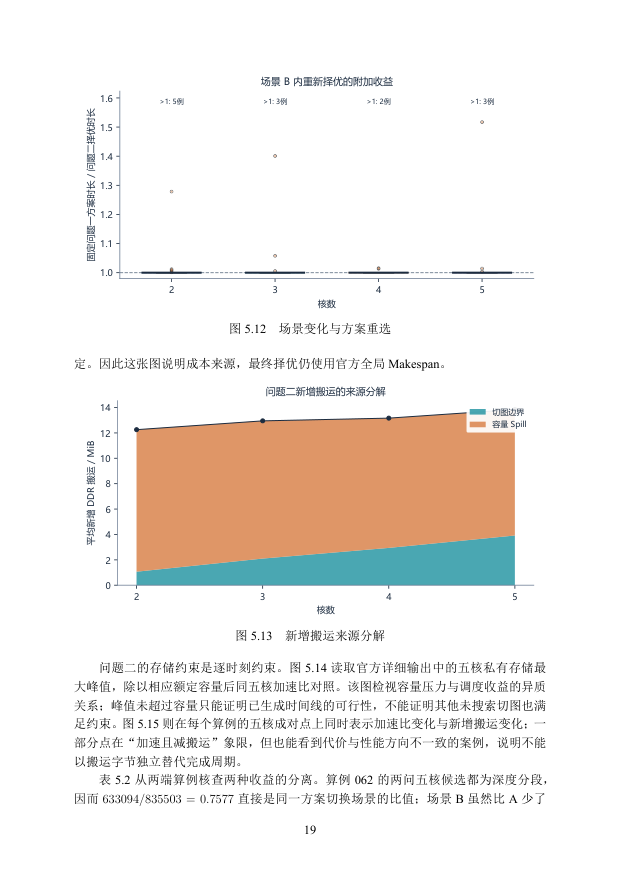 场景 B 内重新择优的附加收益
固定问题一方案时长 / 问题二择优时长
1.6
1.5
1.4
1.3
1.2
1.1
1.0
>1: 5例
>1: 3例
>1: 2例
>1: 3例
2
3
4
5
核数
图 5.12 场景变化与方案重选
定。因此这张图说明成本来源，最终择优仍使用官方全局 Makespan。
问题二新增搬运的来源分解
平均新增 DDR 搬运 / MiB
14
12
10
8
6
4
2
0
切图边界
容量 Spill
2
3
4
5
核数
图 5.13 新增搬运来源分解
问题二的存储约束是逐时刻约束。图 5.14 读取官方详细输出中的五核私有存储最
大峰值，除以相应额定容量后同五核加速比对照。该图检视容量压力与调度收益的异质
关系；峰值未超过容量只能证明已生成时间线的可行性，不能证明其他未搜索切图也满
足约束。图 5.15 则在每个算例的五核成对点上同时表示加速比变化与新增搬运变化；一
部分点在“加速且减搬运”象限，但也能看到代价与性能方向不一致的案例，说明不能
以搬运字节独立替代完成周期。
表 5.2 从两端算例核查两种收益的分离。算例 062 的两问五核候选都为深度分段，
因而 633094/835503 = 0.7577 直接是同一方案切换场景的比值；场景 B 虽然比 A 少了
19